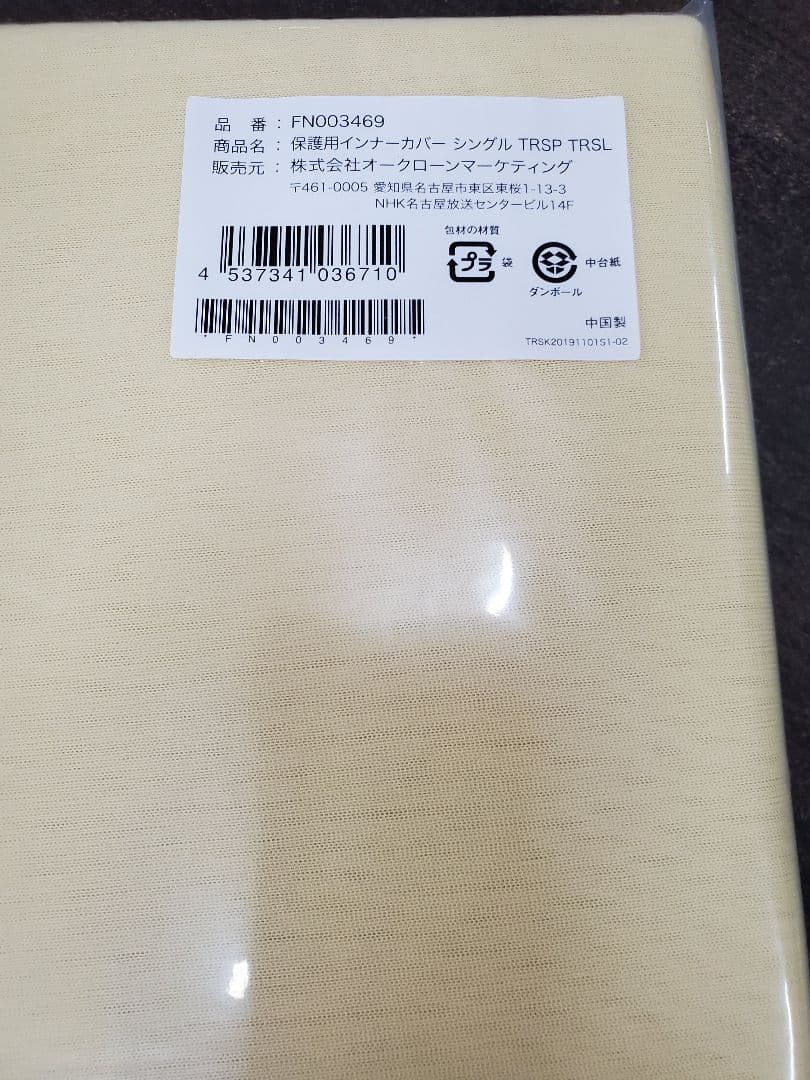 品 番 : FN003469
商品名 : 保護用インナーカバー シングル TRSP TRSL
販売元 : 株式会社オークローンマーケティング
〒461-0005 愛知県名古屋市東区東桜1-13-3
NHK名古屋放送センタービル14F
包材の材質
プラ 袋 中台紙
ダンボール
4 537341 036710
*FN003469*
中国製
TRSK20191101S1-02